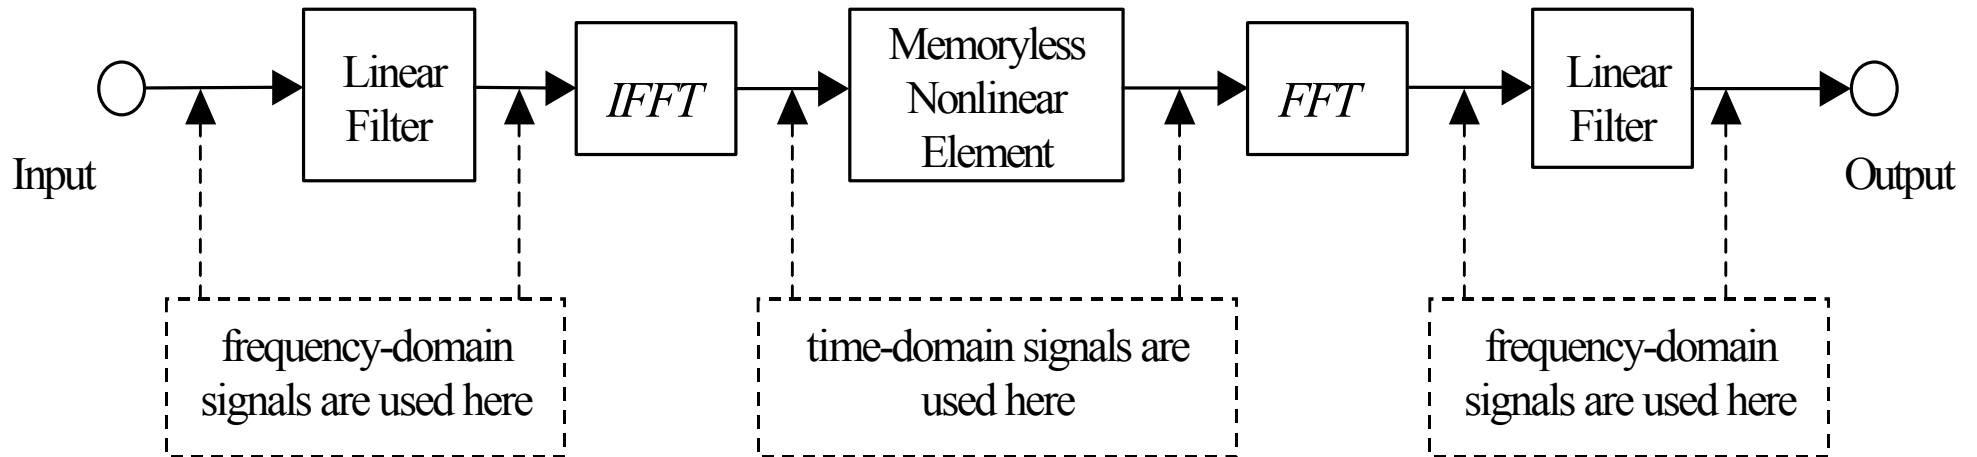 Input
Linear
Filter
IFFT
Memoryless
Nonlinear
Element
FFT
Linear
Filter
Output
frequency-domain
signals are used here
time-domain signals are
used here
frequency-domain
signals are used here